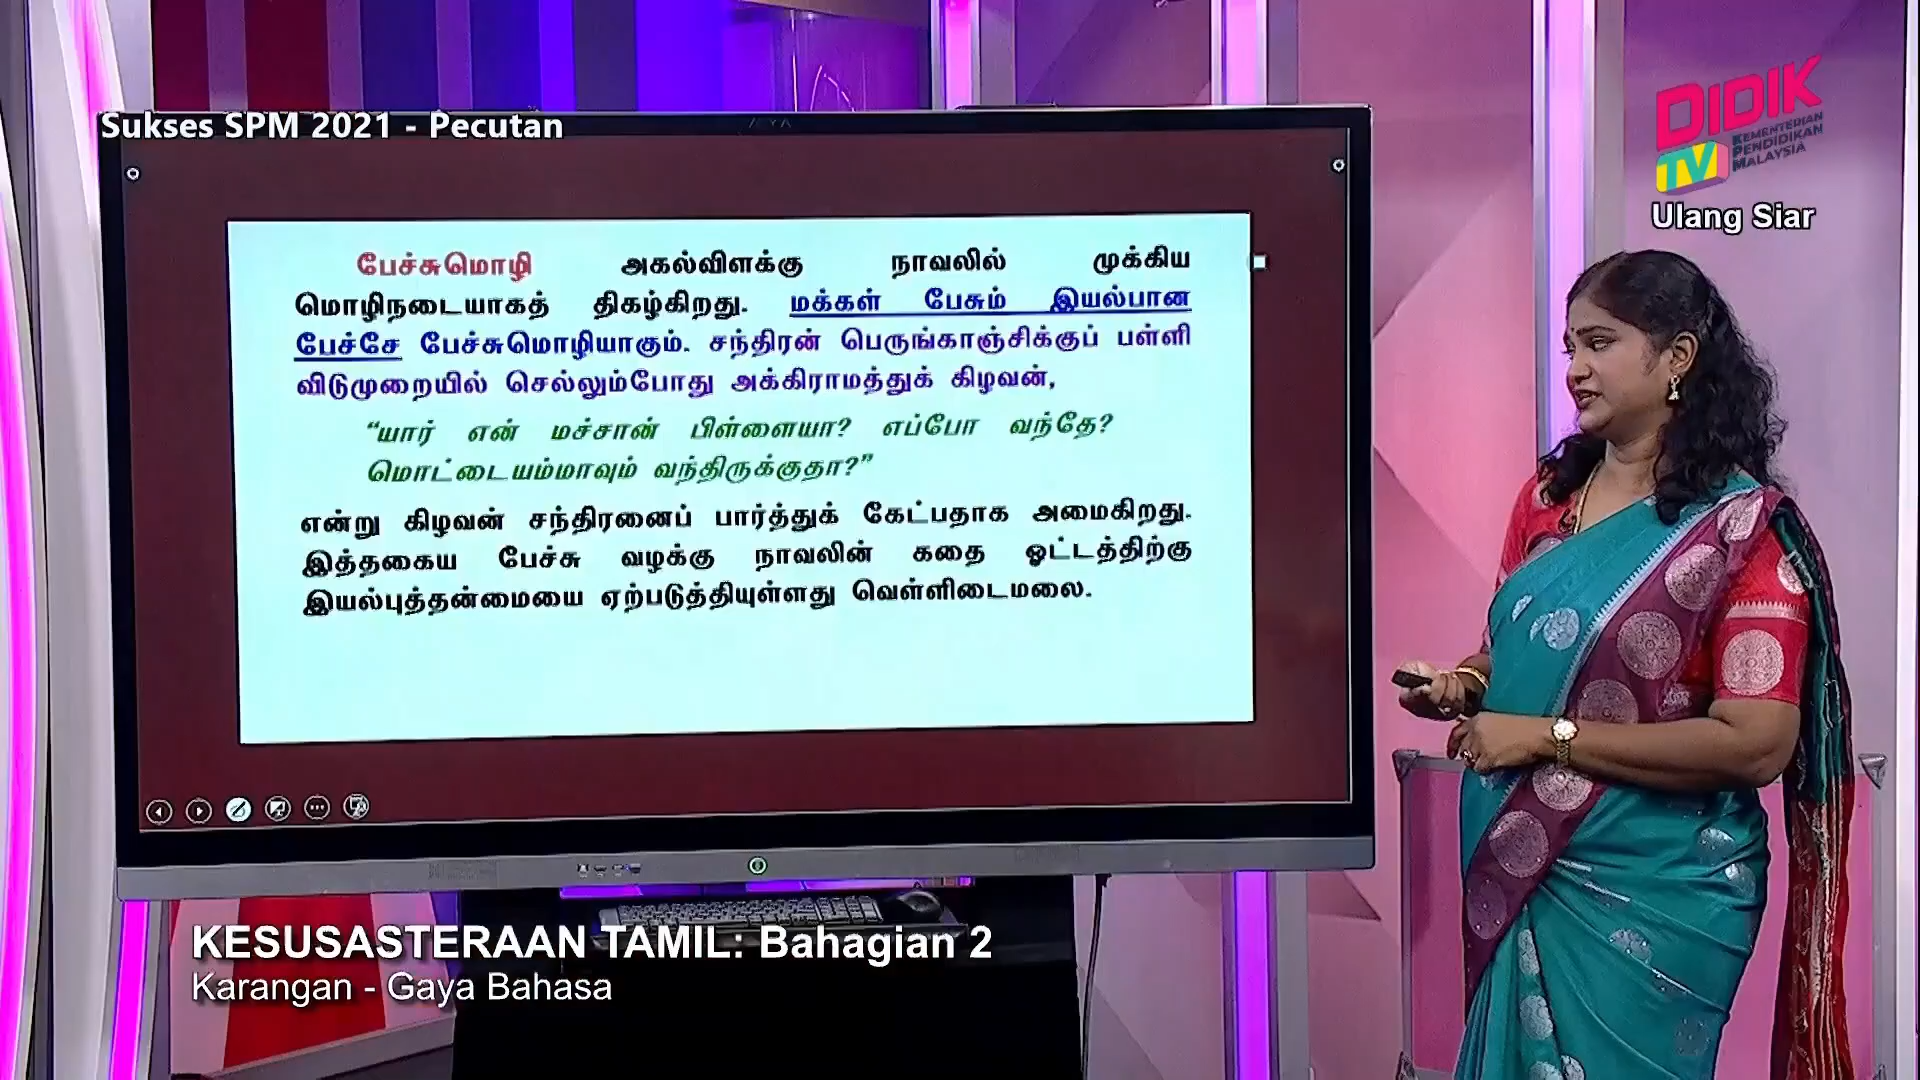 Sukses SPM 2021 - Pecutan
DIDIK
TV
KEMENTERIAN
PENDIDIKAN
MALAYSIA
Ulang Siar
பேச்சுமொழி அகல்விளக்கு நாவலில் முக்கிய
மொழிநடையாகத் திகழ்கிறது. மக்கள் பேசும் இயல்பான
பேச்சே பேச்சுமொழியாகும். சந்திரன் பெருங்காஞ்சிக்குப் பள்ளி
விடுமுறையில் செல்லும்போது அக்கிராமத்துக் கிழவன்,
“யார் என் மச்சான் பிள்ளையா? எப்போ வந்தே?
மொட்டையம்மாவும் வந்திருக்குதா?”
என்று கிழவன் சந்திரனைப் பார்த்துக் கேட்பதாக அமைகிறது.
இத்தகைய பேச்சு வழக்கு நாவலின் கதை ஓட்டத்திற்கு
இயல்புத்தன்மையை ஏற்படுத்தியுள்ளது வெள்ளிடைமலை.
KESUSASTERAAN TAMIL: Bahagian 2
Karangan - Gaya Bahasa